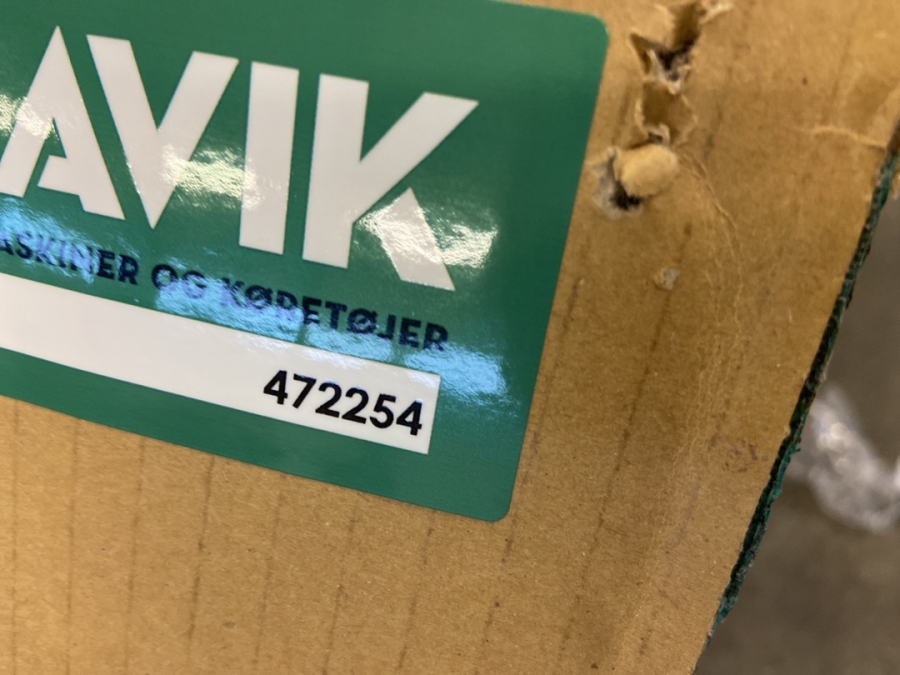 AVIK
ASKINER OG KØRETØJER
472254